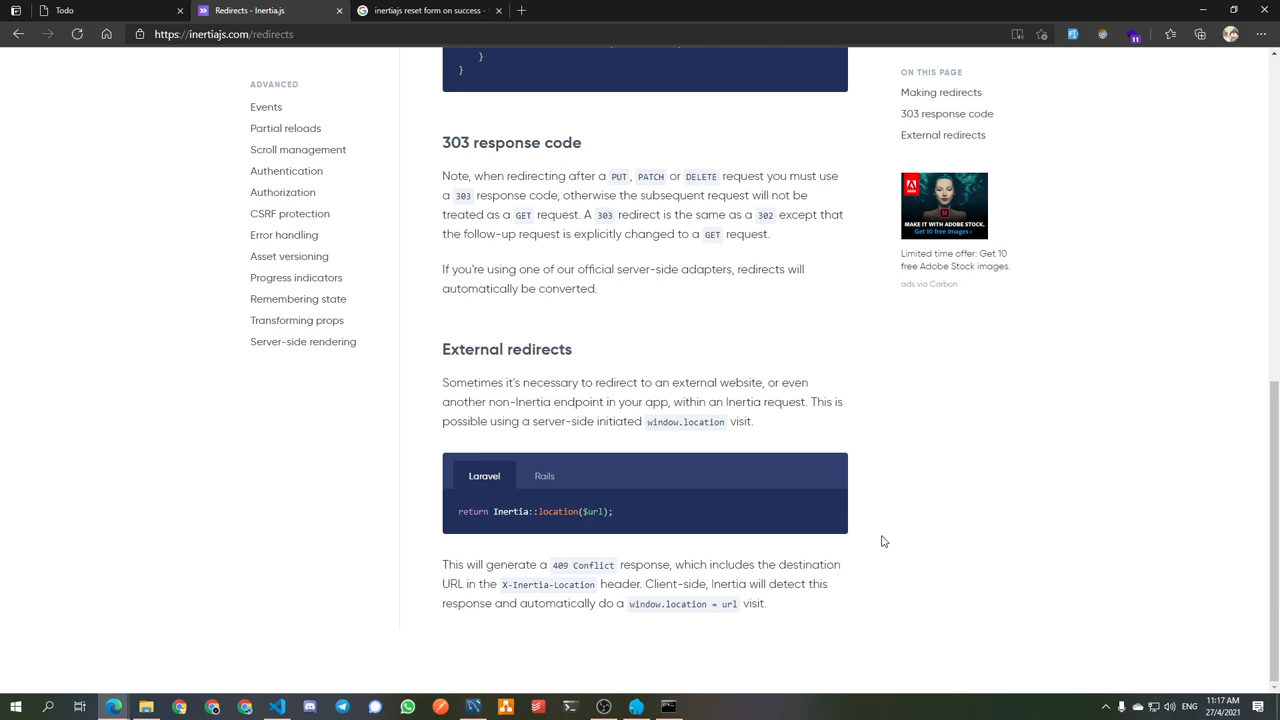 Todo
Redirects - Inertia.js
inertiajs reset form on success -
https://inertiajs.com/redirects
11
}
}
ADVANCED
Events
Partial reloads
Scroll management
Authentication
Authorization
CSRF protection
Error handling
Asset versioning
Progress indicators
Remembering state
Transforming props
Server-side rendering
303 response code
Note, when redirecting after a PUT, PATCH or DELETE request you must use
a 303 response code, otherwise the subsequent request will not be
treated as a GET request. A 303 redirect is the same as a 302 except that
the follow-up request is explicitly changed to a GET request.
If you're using one of our official server-side adapters, redirects will
automatically be converted.
External redirects
Sometimes it's necessary to redirect to an external website, or even
another non-Inertia endpoint in your app, within an Inertia request. This is
possible using a server-side initiated window.location visit.
Laravel Rails
return Inertia::location($url);
This will generate a 409 Conflict response, which includes the destination
URL in the X-Inertia-Location header. Client-side, Inertia will detect this
response and automatically do a window.location = url visit.
ON THIS PAGE
Making redirects
303 response code
External redirects
MAKE IT WITH ADOBE STOCK.
Get 10 free images ›
Limited time offer: Get 10
free Adobe Stock images.
ads via Carbon
ENG
11:17 AM
27/4/2021